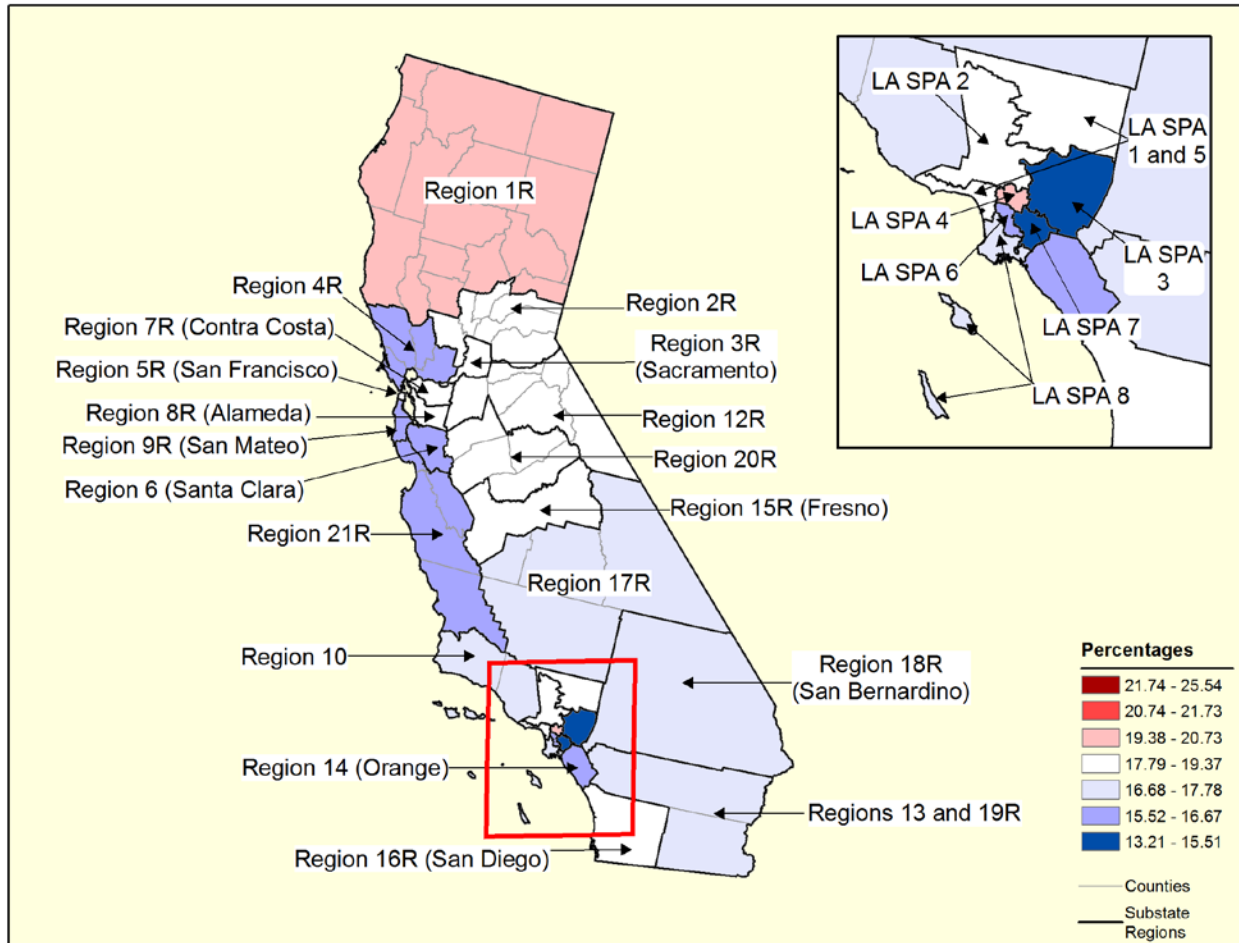 Region 1R
Region 4R
Region 7R (Contra Costa)
Region 5R (San Francisco)
Region 8R (Alameda)
Region 9R (San Mateo)
Region 6 (Santa Clara)
Region 21R
Region 10
Region 14 (Orange)
Region 16R (San Diego)
Region 2R
Region 3R
(Sacramento)
Region 12R
Region 20R
Region 15R (Fresno)
Region 17R
Region 18R
(San Bernardino)
Regions 13 and 19R
LA SPA 2
LA SPA
1 and 5
LA SPA 4
LA SPA 6
LA SPA
3
LA SPA 7
LA SPA 8
Percentages
21.74 - 25.54
20.74 - 21.73
19.38 - 20.73
17.79 - 19.37
16.68 - 17.78
15.52 - 16.67
13.21 - 15.51
Counties
Substate
Regions